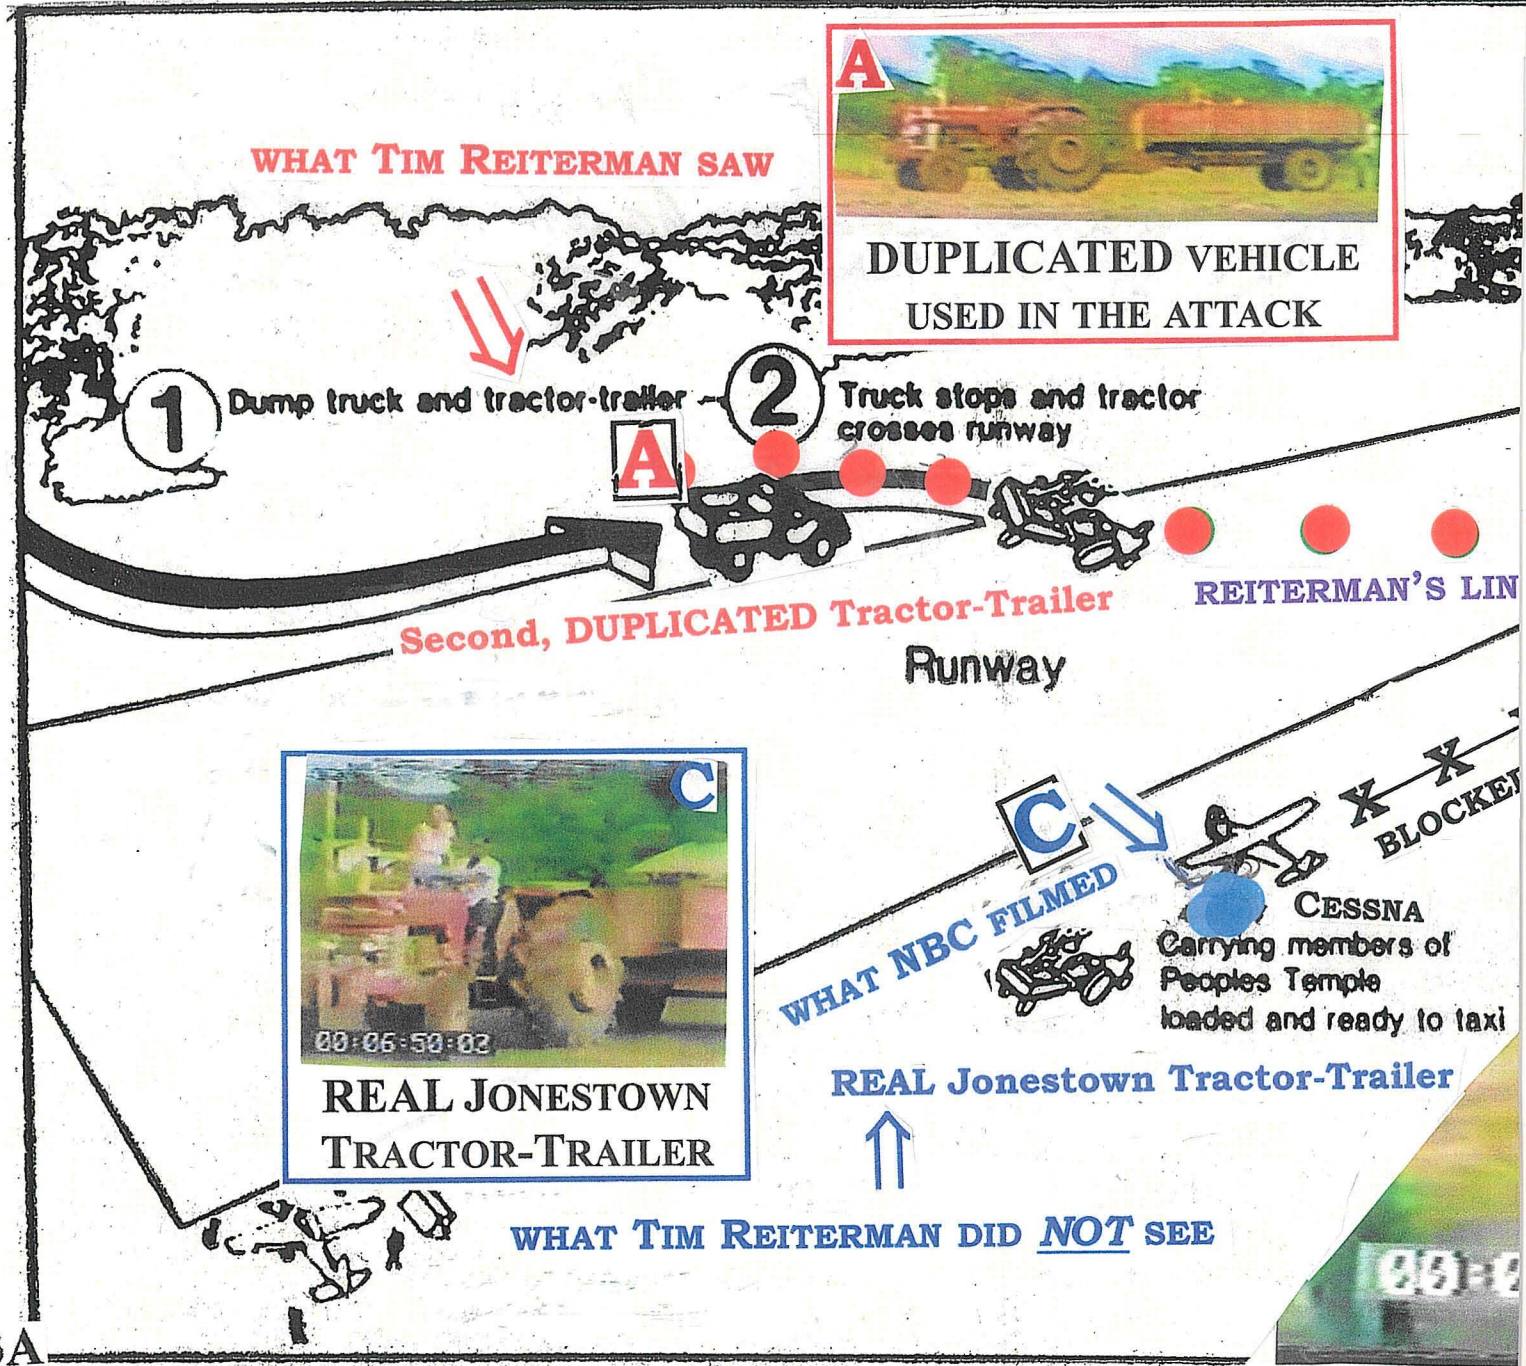 A
WHAT TIM REITERMAN SAW
DUPLICATED VEHICLE
USED IN THE ATTACK
1
Dump truck and tractor-trailer
2
Truck stops and tractor
crosses runway
A
REITERMAN'S LIN
Second, DUPLICATED Tractor-Trailer
Runway
C
C
X X
BLOCKE
WHAT NBC FILMED
CESSNA
Carrying members of
Peoples Temple
loaded and ready to taxi
00:06:50:02
REAL JONESTOWN
TRACTOR-TRAILER
REAL Jonestown Tractor-Trailer
WHAT TIM REITERMAN DID NOT SEE
00:0
A